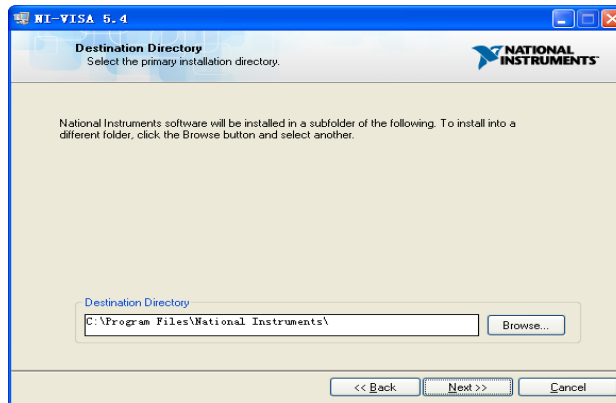 NI-VISA 5.4
Destination Directory
Select the primary installation directory.
NATIONAL
INSTRUMENTS
National Instruments software will be installed in a subfolder of the following. To install into a
different folder, click the Browse button and select another.
Destination Directory
C:\Program Files\National Instruments\
Browse...
<< Back
Next >>
Cancel